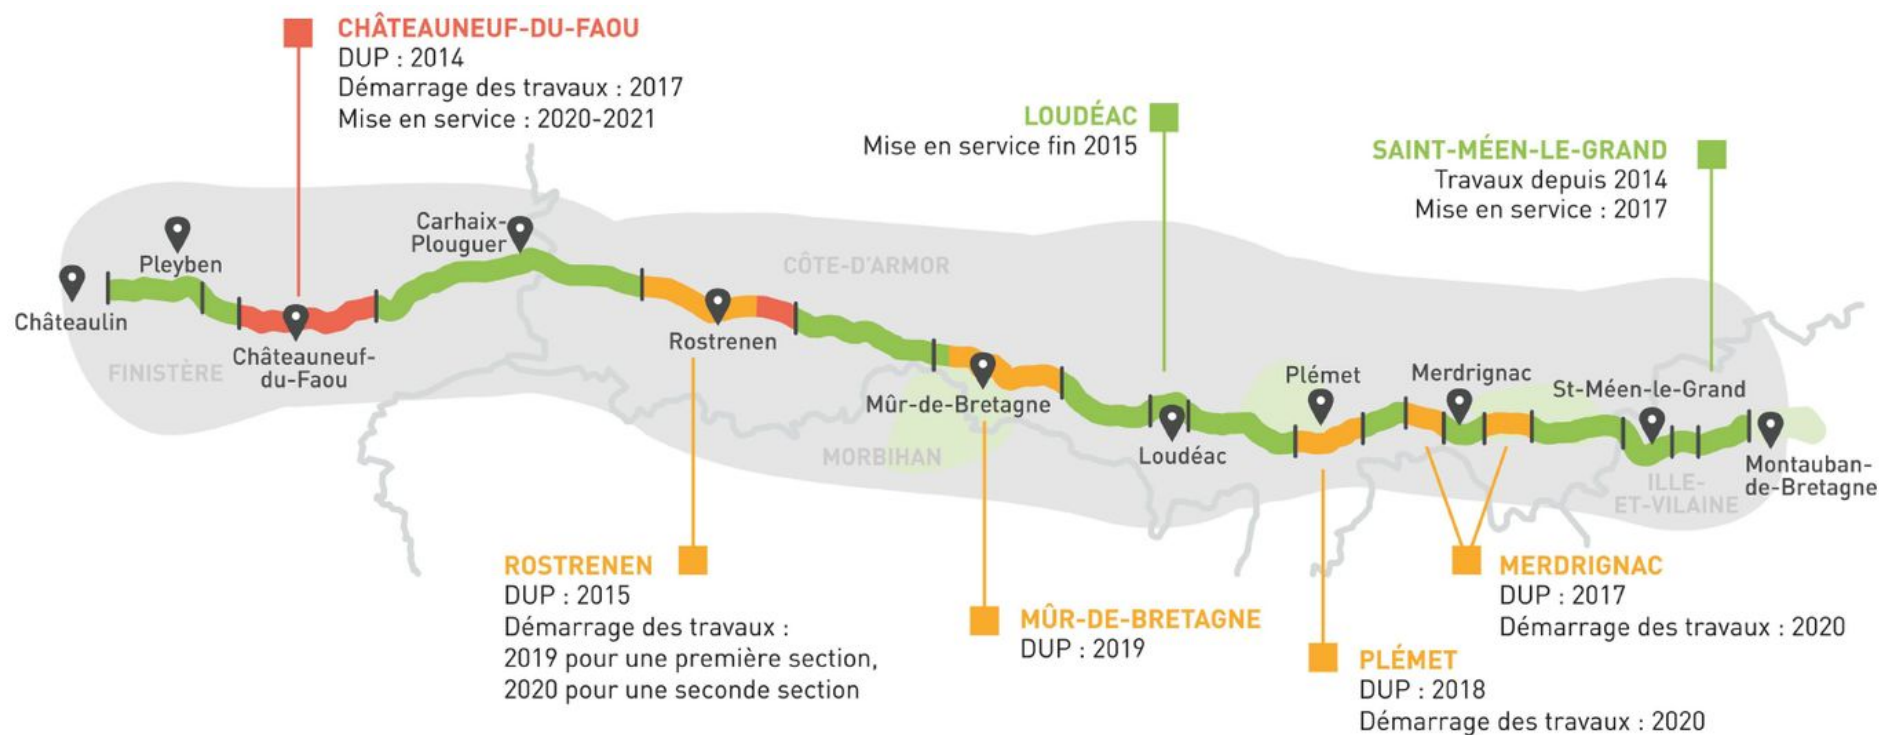 CHÂTEAUNEUF-DU-FAOU
DUP : 2014
Démarrage des travaux : 2017
Mise en service : 2020-2021
LOUDÉAC
Mise en service fin 2015
SAINT-MÉEN-LE-GRAND
Travaux depuis 2014
Mise en service : 2017
Châteaulin
Pleyben
Châteauneuf-
du-Faou
Carhaix-
Plouguer
Rostrenen
Mûr-de-Bretagne
Loudéac
Plémet
Merdrignac
St-Méen-le-Grand
Montauban-
de-Bretagne
FINISTÈRE
CÔTE-D'ARMOR
MORBIHAN
ILLE-
ET-VILAINE
ROSTRENEN
DUP : 2015
Démarrage des travaux :
2019 pour une première section,
2020 pour une seconde section
MÛR-DE-BRETAGNE
DUP : 2019
PLÉMET
DUP : 2018
Démarrage des travaux : 2020
MERDRIGNAC
DUP : 2017
Démarrage des travaux : 2020